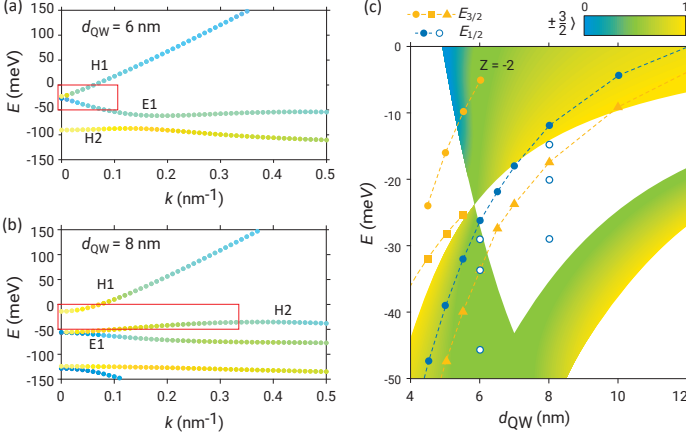 (a)
d_QW = 6 nm
150
100
50
0
-50
-100
150
E (meV)
H1
E1
H2
0
0.1
0.2
0.3
0.4
0.5
k (nm⁻¹)
(b)
d_QW = 8 nm
150
100
50
0
-50
-100
-150
E (meV)
H1
H2
E1
0
0.1
0.2
0.3
0.4
0.5
k (nm⁻¹)
(c)
E_3/2
E_1/2
|± 3/2⟩
0
1
Z = -2
0
-10
-20
-30
-40
-50
E (meV)
4
6
8
10
12
d_QW (nm)